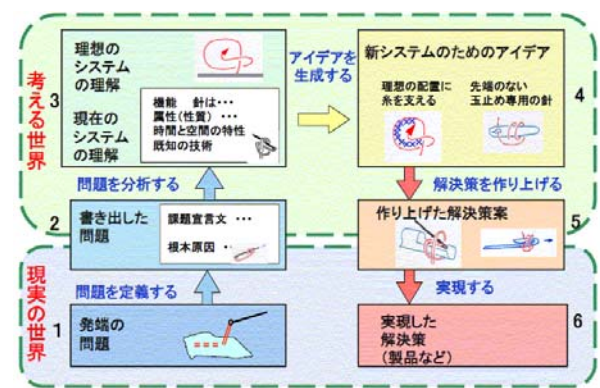 考える世界
現実の世界
3
理想の
システム
の理解
現在の
システム
の理解
機能 針は・・・
属性(性質) ・・・
時間と空間の特性
既知の技術
アイデアを
生成する
新システムのためのアイデア
理想の配置に
糸を支える
先端のない
玉止め専用の針
4
問題を分析する
解決策を作り上げる
2
書き出した
問題
課題宣言文 ・・・
根本原因 ・・
作り上げた解決策案
5
問題を定義する
実現する
1
発端の
問題
実現した
解決策
(製品など)
6